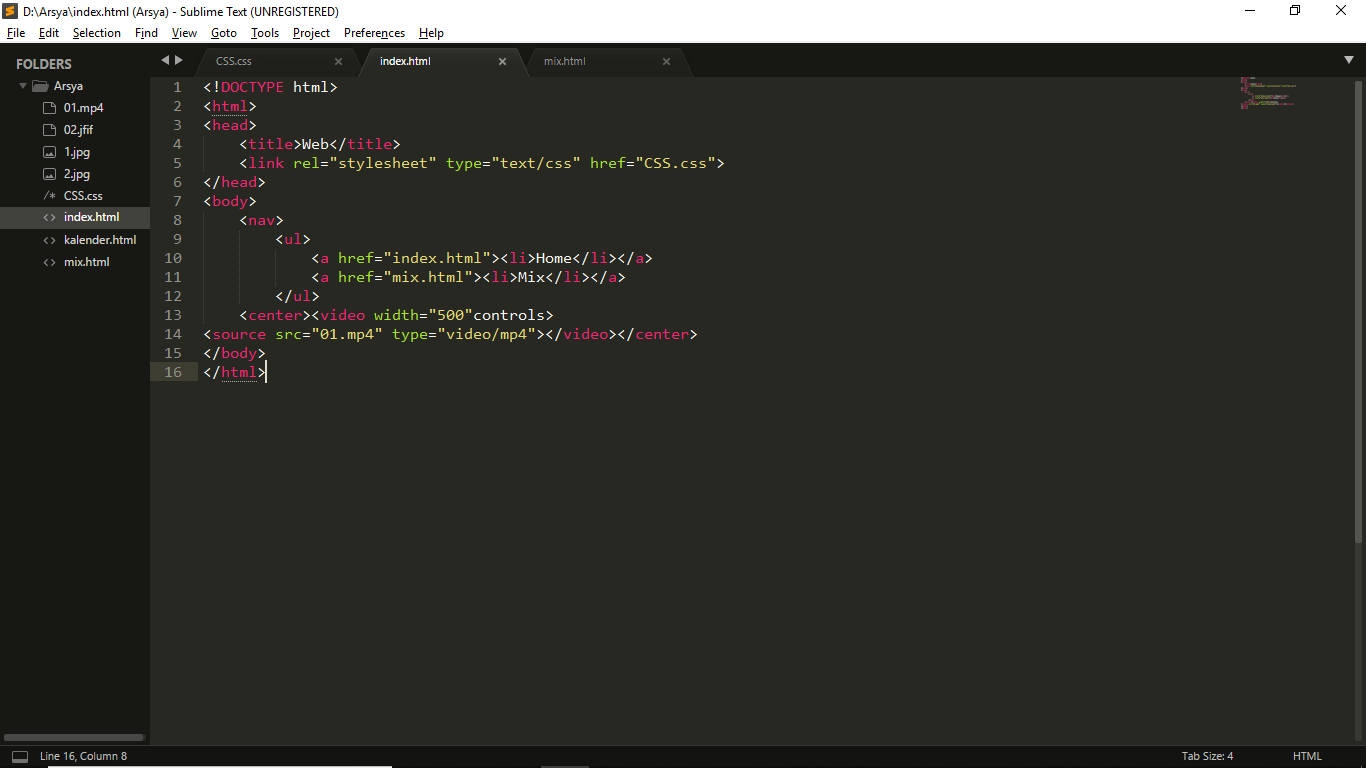 D:\Arsya\index.html (Arsya) - Sublime Text (UNREGISTERED)
File Edit Selection Find View Goto Tools Project Preferences Help
FOLDERS
Arsya
01.mp4
02.jfif
1.jpg
2.jpg
/* CSS.css
<> index.html
<> kalender.html
<> mix.html
CSS.css × index.html × mix.html ×
1 <!DOCTYPE html>
2 <html>
3 <head>
4     <title>Web</title>
5     <link rel="stylesheet" type="text/css" href="CSS.css">
6 </head>
7 <body>
8     <nav>
9         <ul>
10             <a href="index.html"><li>Home</li></a>
11             <a href="mix.html"><li>Mix</li></a>
12         </ul>
13     <center><video width="500"controls>
14 <source src="01.mp4" type="video/mp4"></video></center>
15 </body>
16 </html>
Line 16, Column 8 Tab Size: 4 HTML